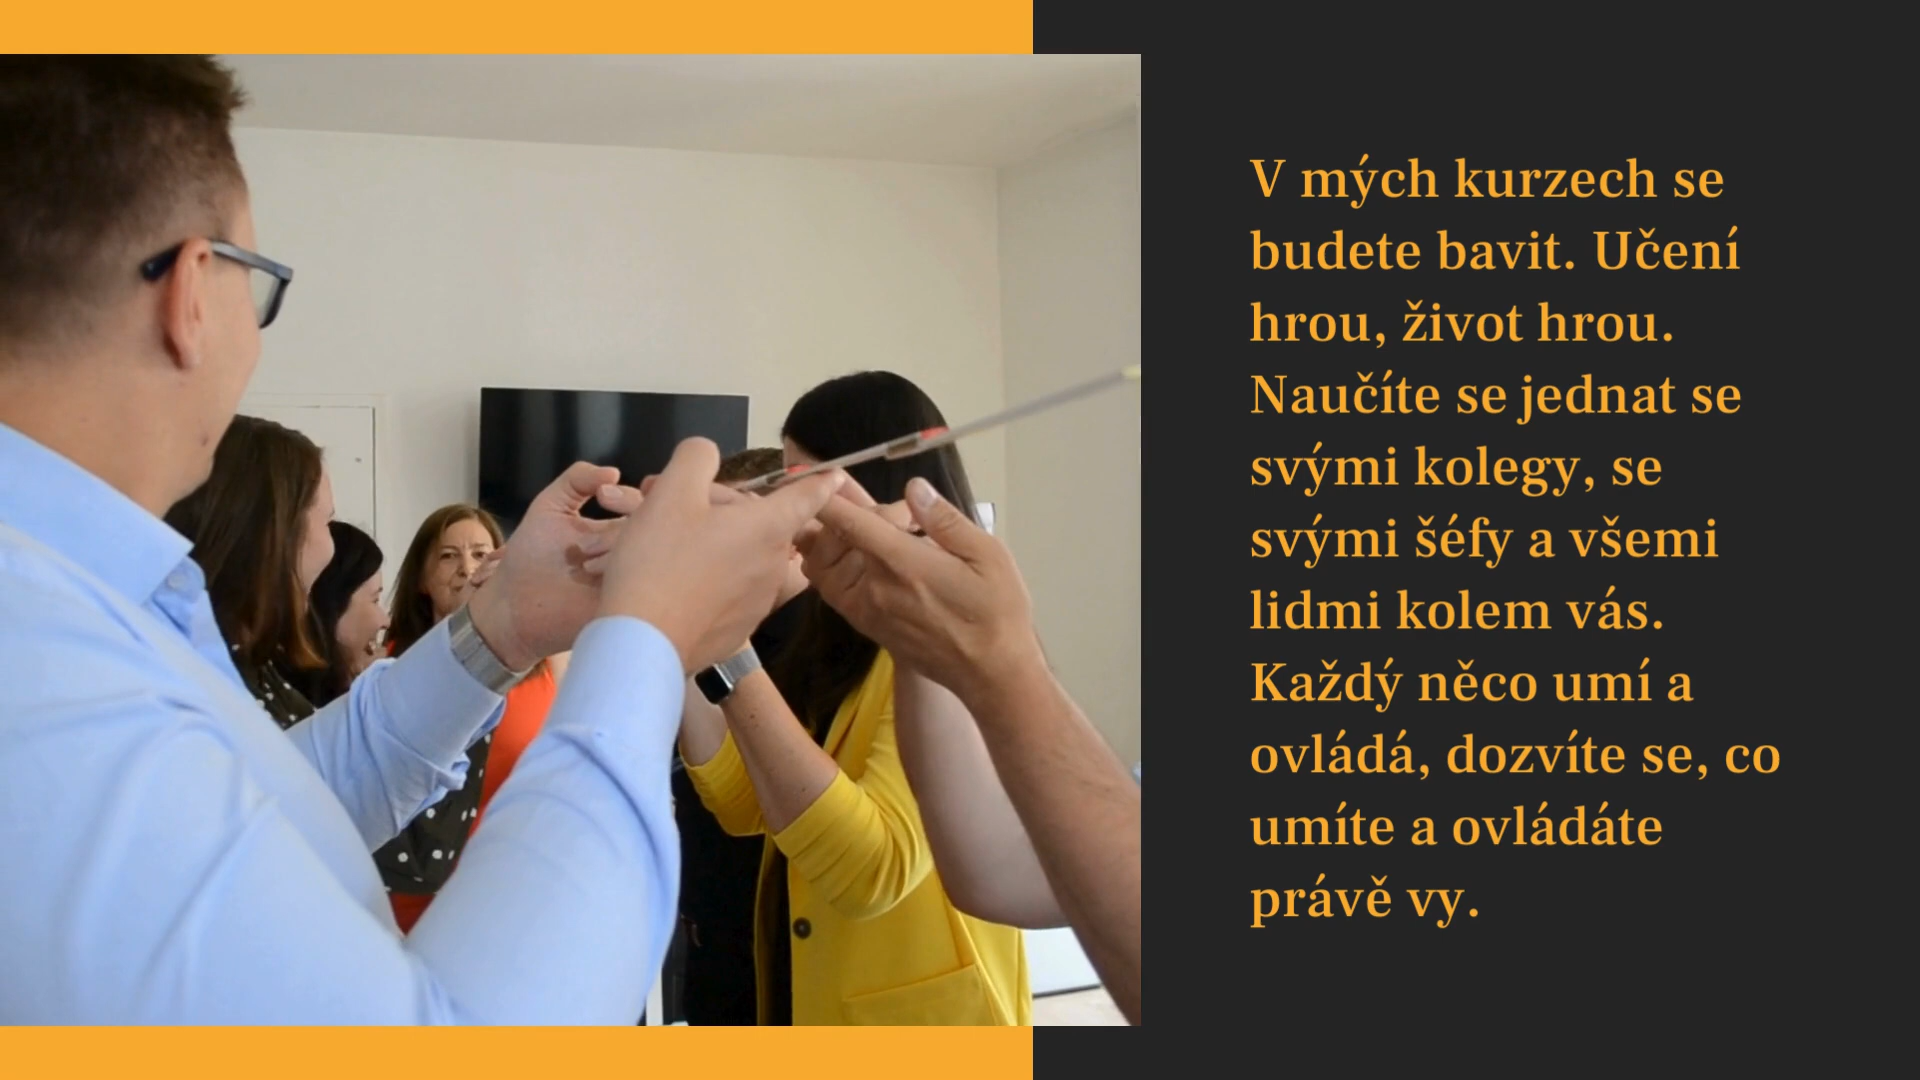 V mých kurzech se
budete bavit. Učení
hrou, život hrou.
Naučíte se jednat se
svými kolegy, se
svými šéfy a všemi
lidmi kolem vás.
Každý něco umí a
ovládá, dozvíte se, co
umíte a ovládáte
právě vy.